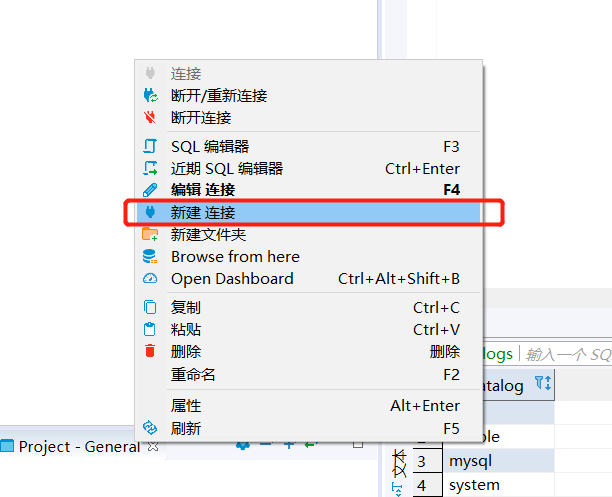 连接
断开/重新连接
断开连接
SQL 编辑器 F3
近期 SQL 编辑器 Ctrl+Enter
编辑 连接 F4
新建 连接
新建文件夹
Browse from here
Open Dashboard Ctrl+Alt+Shift+B
复制 Ctrl+C
粘贴 Ctrl+V
删除 删除
重命名 F2
属性 Alt+Enter
刷新 F5
logs 输入一个 SQ
atalog
ple
3 mysql
4 system
文本
Project - General